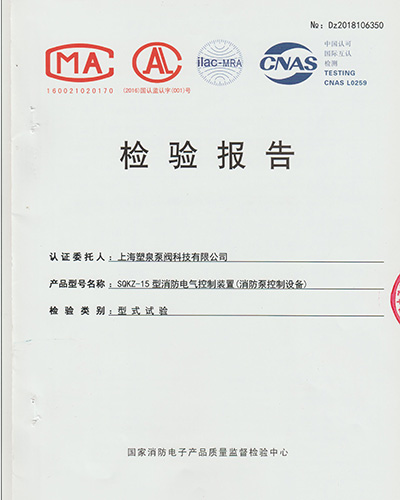 №: Dz2018106350
MA
160021020170
AL
(2016)国认监认字(001)号
ilac-MRA
CNAS
中国认可
国际互认
检测
TESTING
CNAS L0259
检验报告
认证委托人:上海塑泉泵阀科技有限公司
产品型号名称:SQKZ-15型消防电气控制装置(消防泵控制设备)
检验类别:型式试验
国家消防电子产品质量监督检验中心